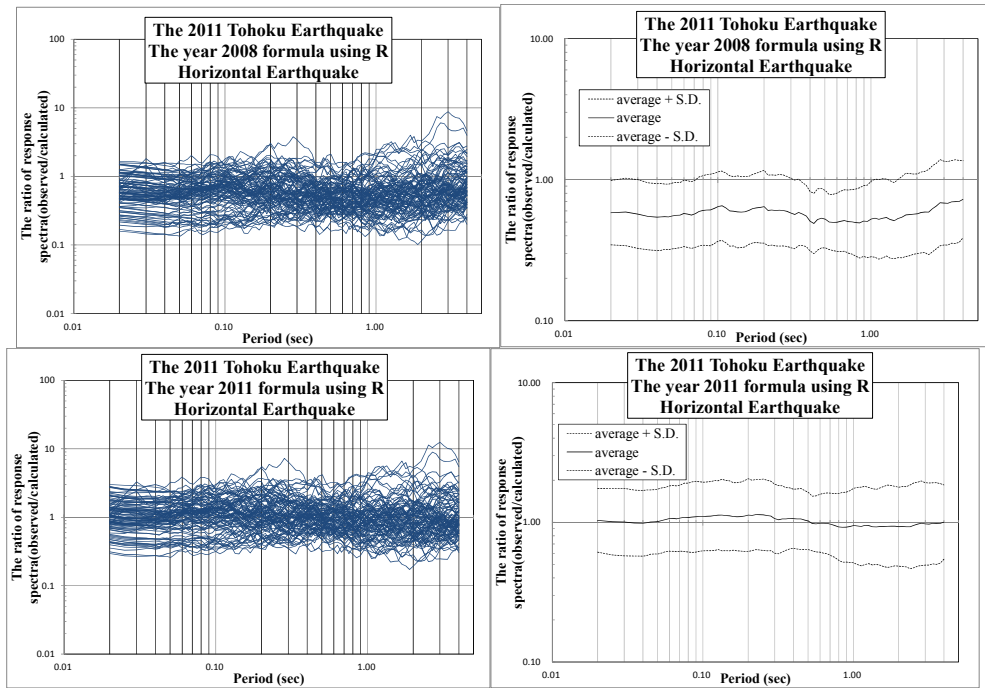 The 2011 Tohoku Earthquake
The year 2008 formula using R
Horizontal Earthquake
The ratio of response
spectra(observed/calculated)
100
10
1
0.1
0.01
0.01
0.10
1.00
Period (sec)
The 2011 Tohoku Earthquake
The year 2008 formula using R
Horizontal Earthquake
average + S.D.
average
average - S.D.
The ratio of response
spectra(observed/calculated)
10.00
1.00
0.10
0.01
0.10
1.00
Period (sec)
The 2011 Tohoku Earthquake
The year 2011 formula using R
Horizontal Earthquake
The ratio of response
spectra(observed/calculated)
100
10
1
0.1
0.01
0.01
0.10
1.00
Period (sec)
The 2011 Tohoku Earthquake
The year 2011 formula using R
Horizontal Earthquake
average + S.D.
average
average - S.D.
The ratio of response
spectra(observed/calculated)
10.00
1.00
0.10
0.01
0.10
1.00
Period (sec)